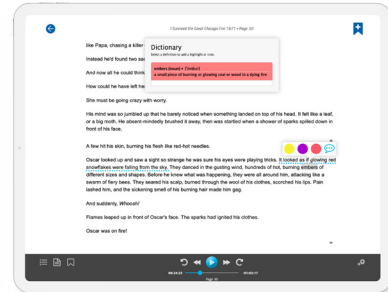 I Survived the Great Chicago Fire 1871 • Page 30
like Papa, chasing a killer
Dictionary
Select a definition to add a highlight or note.
Instead he'd found two
embers (noun) •
a small piece of burning or glowing coal or wood in a dying fire
And now all he could think
How could he have left her
She must be going crazy with worry.
His mind was so jumbled up that he barely noticed when something landed on top of his head. It felt like a leaf,
or a big moth. He absent-mindedly brushed it away, then was startled when a shower of sparks spilled down in
front of his face.
A few hit his skin, burning his flesh like red-hot needles.
Oscar looked up and saw a sight so strange he was sure his eyes were playing tricks. It looked as if glowing red
snowflakes were falling from the sky. They danced in the gusting wind, hundreds of hot, burning embers of
different sizes and shapes. Before he knew what was happening, they were all around him, attacking like a
swarm of fiery bees. They seared his scalp, burned through the wool of his clothes, scorched his lips. Pain
lashed him, and the sickening smell of his burning hair made him gag.
And suddenly, Whoosh!
Flames leaped up in front of Oscar's face. The sparks had ignited his clothes.
Oscar was on fire!
Page 30